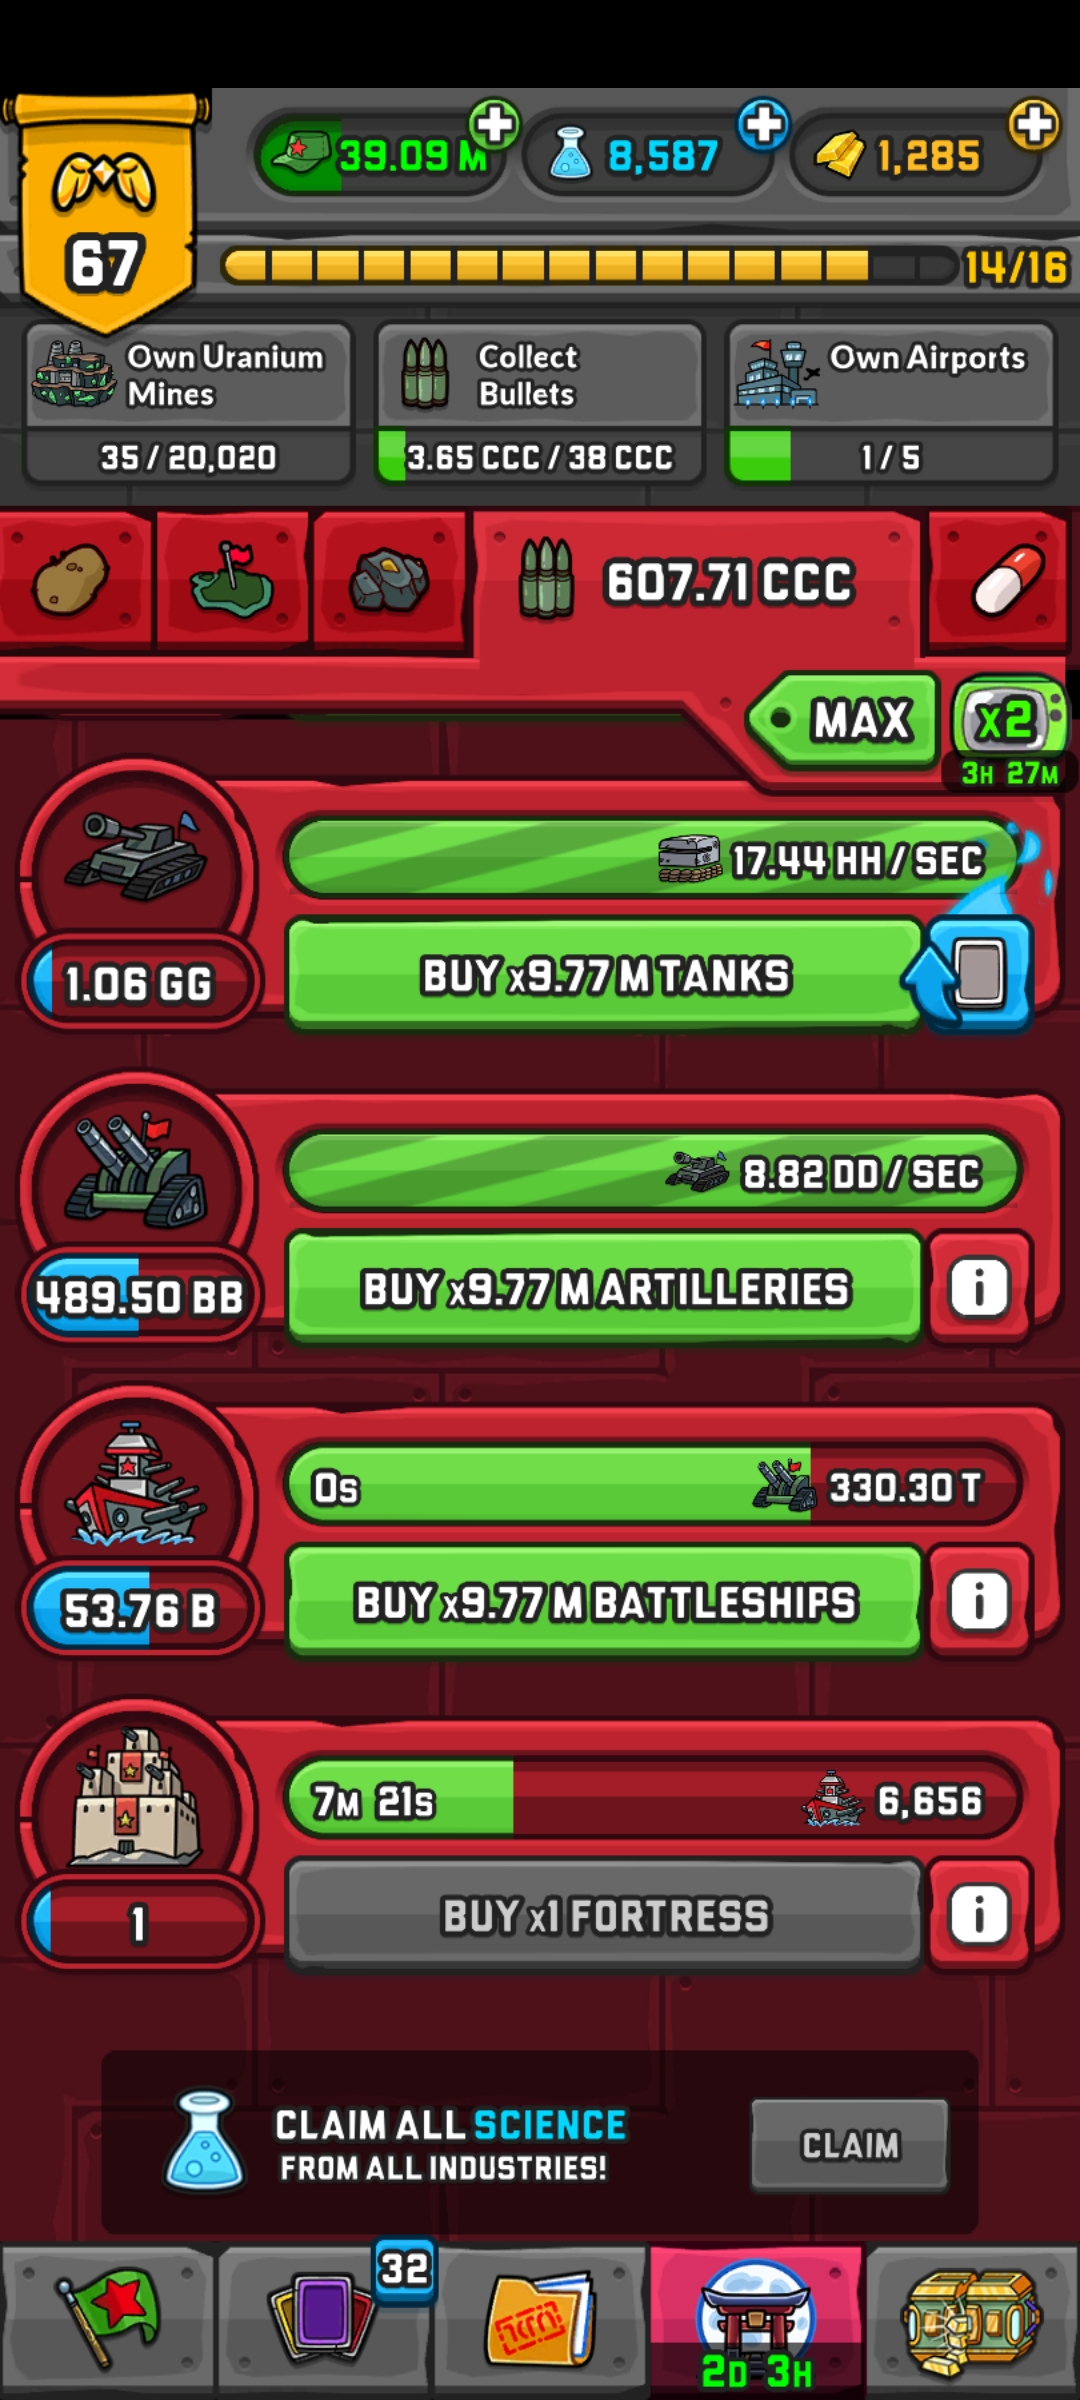 39.09 M
8,587
1,285
67
14/16
Own Uranium
Mines
35 / 20,020
Collect
Bullets
3.65 CCC / 38 CCC
Own Airports
1 / 5
607.71 CCC
MAX
x2
3H 27M
17.44 HH / SEC
1.06 GG
BUY x9.77 M TANKS
8.82 DD / SEC
489.50 BB
BUY x9.77 M ARTILLERIES
i
0s
330.30 T
53.76 B
BUY x9.77 M BATTLESHIPS
i
7M 21s
6,656
1
BUY x1 FORTRESS
i
CLAIM ALL SCIENCE
FROM ALL INDUSTRIES!
CLAIM
32
2D 3H